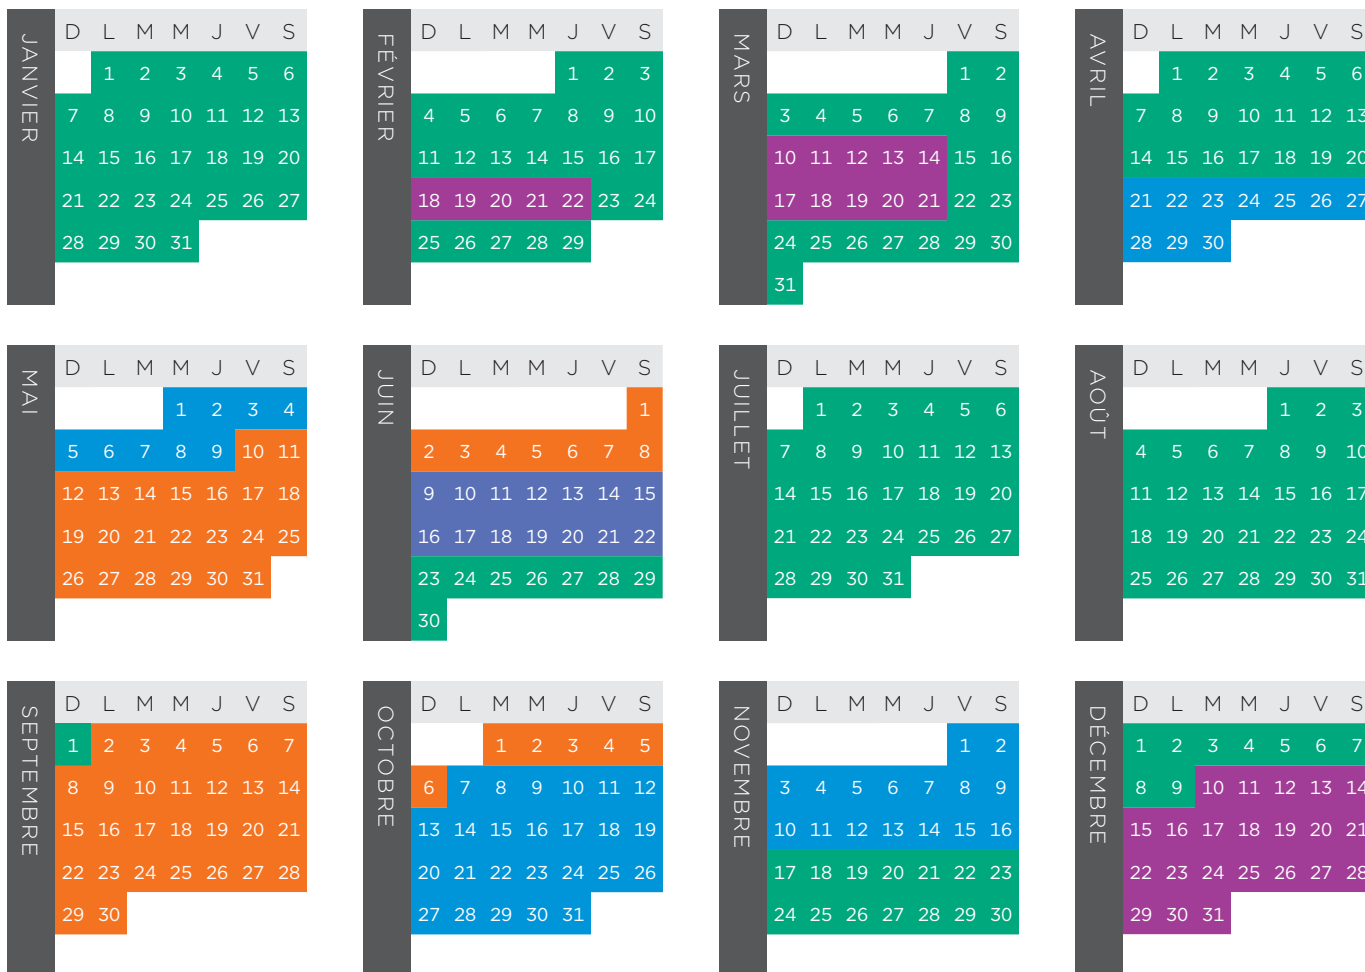 JANVIER
D L M M J V S
1 2 3 4 5 6
7 8 9 10 11 12 13
14 15 16 17 18 19 20
21 22 23 24 25 26 27
28 29 30 31
FÉVRIER
D L M M J V S
1 2 3
4 5 6 7 8 9 10
11 12 13 14 15 16 17
18 19 20 21 22 23 24
25 26 27 28 29
MARS
D L M M J V S
1 2
3 4 5 6 7 8 9
10 11 12 13 14 15 16
17 18 19 20 21 22 23
24 25 26 27 28 29 30
31
AVRIL
D L M M J V S
1 2 3 4 5 6
7 8 9 10 11 12 13
14 15 16 17 18 19 20
21 22 23 24 25 26 27
28 29 30
MAI
D L M M J V S
1 2 3 4
5 6 7 8 9 10 11
12 13 14 15 16 17 18
19 20 21 22 23 24 25
26 27 28 29 30 31
JUIN
D L M M J V S
1
2 3 4 5 6 7 8
9 10 11 12 13 14 15
16 17 18 19 20 21 22
23 24 25 26 27 28 29
30
JUILLET
D L M M J V S
1 2 3 4 5 6
7 8 9 10 11 12 13
14 15 16 17 18 19 20
21 22 23 24 25 26 27
28 29 30 31
AOÛT
D L M M J V S
1 2 3
4 5 6 7 8 9 10
11 12 13 14 15 16 17
18 19 20 21 22 23 24
25 26 27 28 29 30 31
SEPTEMBRE
D L M M J V S
1 2 3 4 5 6 7
8 9 10 11 12 13 14
15 16 17 18 19 20 21
22 23 24 25 26 27 28
29 30
OCTOBRE
D L M M J V S
1 2 3 4 5
6 7 8 9 10 11 12
13 14 15 16 17 18 19
20 21 22 23 24 25 26
27 28 29 30 31
NOVEMBRE
D L M M J V S
1 2
3 4 5 6 7 8 9
10 11 12 13 14 15 16
17 18 19 20 21 22 23
24 25 26 27 28 29 30
DÉCEMBRE
D L M M J V S
1 2 3 4 5 6 7
8 9 10 11 12 13 14
15 16 17 18 19 20 21
22 23 24 25 26 27 28
29 30 31